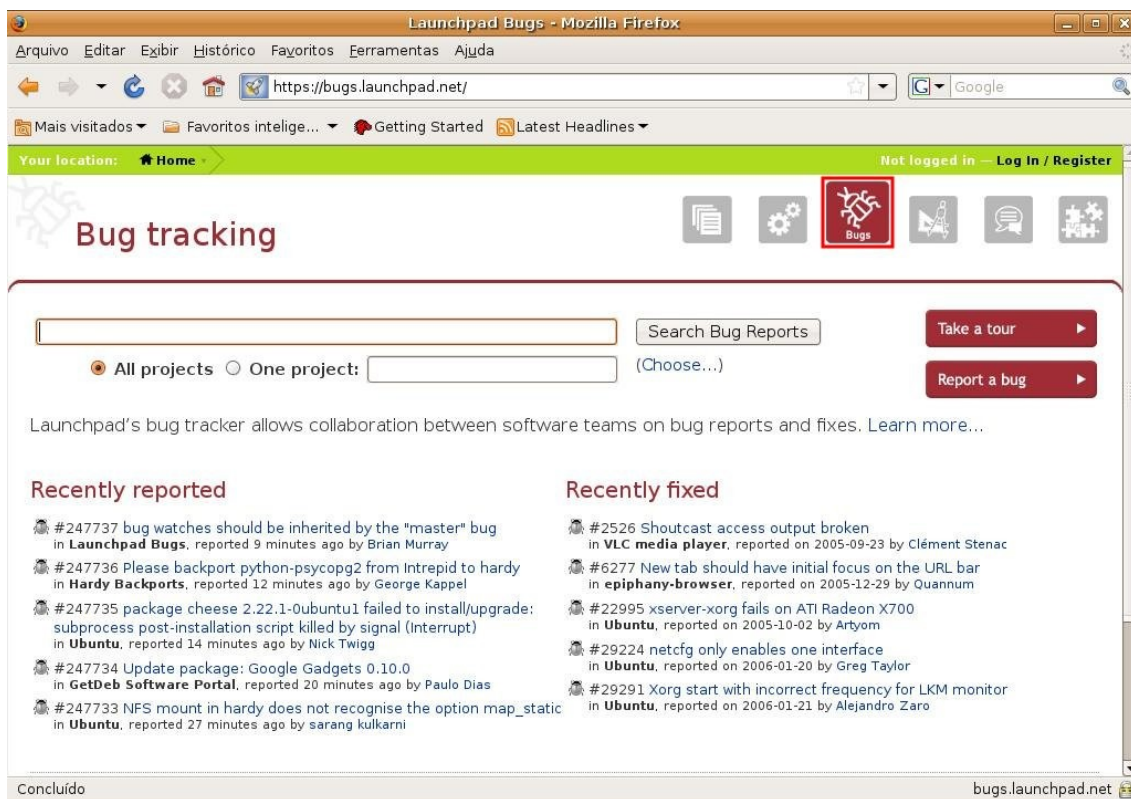 Launchpad Bugs - Mozilla Firefox
Arquivo Editar Exibir Histórico Favoritos Ferramentas Ajuda
https://bugs.launchpad.net/ G Google
Mais visitados Favoritos intelige... Getting Started Latest Headlines
Your location: Home Not logged in — Log In / Register
Bug tracking
Bugs
Search Bug Reports
Take a tour
All projects One project: (Choose...)
Report a bug
Launchpad's bug tracker allows collaboration between software teams on bug reports and fixes. Learn more...
Recently reported
#247737 bug watches should be inherited by the "master" bug
in Launchpad Bugs, reported 9 minutes ago by Brian Murray
#247736 Please backport python-psycopg2 from Intrepid to hardy
in Hardy Backports, reported 12 minutes ago by George Kappel
#247735 package cheese 2.22.1-0ubuntu1 failed to install/upgrade:
subprocess post-installation script killed by signal (Interrupt)
in Ubuntu, reported 14 minutes ago by Nick Twigg
#247734 Update package: Google Gadgets 0.10.0
in GetDeb Software Portal, reported 20 minutes ago by Paulo Dias
#247733 NFS mount in hardy does not recognise the option map_static
in Ubuntu, reported 27 minutes ago by sarang kulkarni
Recently fixed
#2526 Shoutcast access output broken
in VLC media player, reported on 2005-09-23 by Clément Stenac
#6277 New tab should have initial focus on the URL bar
in epiphany-browser, reported on 2005-12-29 by Quannum
#22995 xserver-xorg fails on ATI Radeon X700
in Ubuntu, reported on 2005-10-02 by Artyom
#29224 netcfg only enables one interface
in Ubuntu, reported on 2006-01-20 by Greg Taylor
#29291 Xorg start with incorrect frequency for LKM monitor
in Ubuntu, reported on 2006-01-21 by Alejandro Zaro
Concluído bugs.launchpad.net